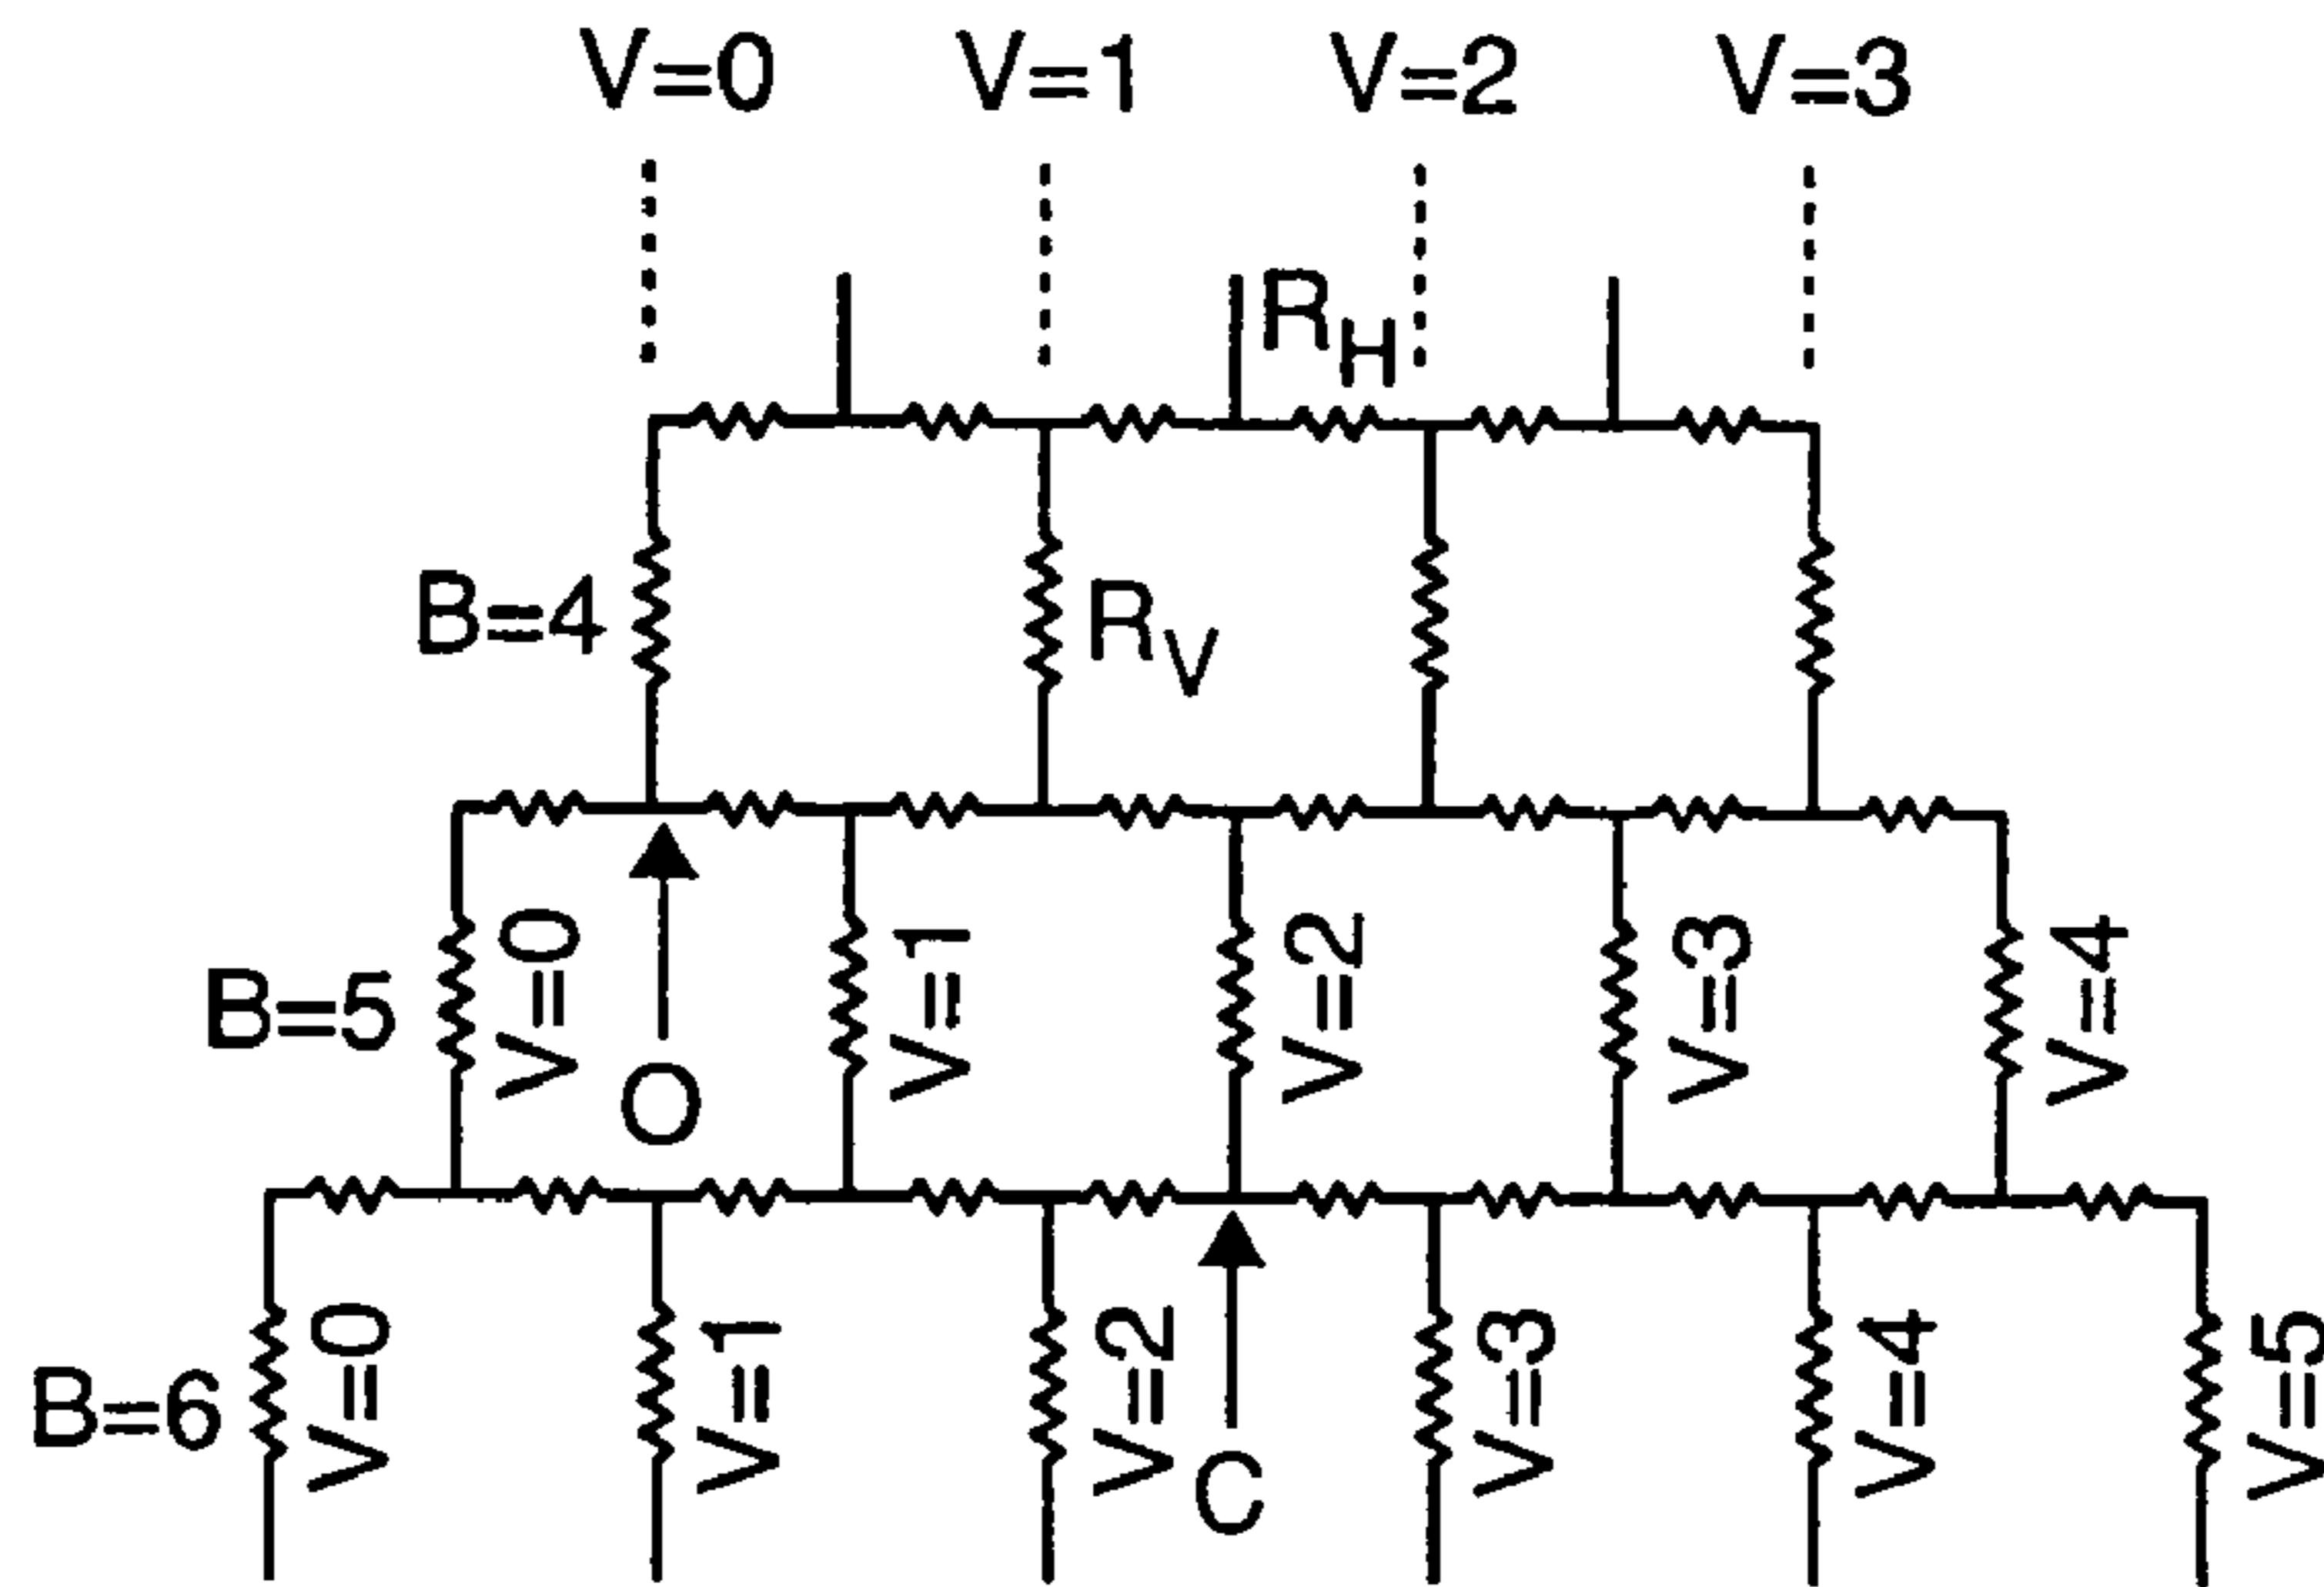 V=0 V=1 V=2 V=3
R_H
B=4 R_V
B=5 V=0 V=1 V=2 V=3 V=4
O
B=6 V=0 V=1 V=2 V=3 V=4 V=5
C